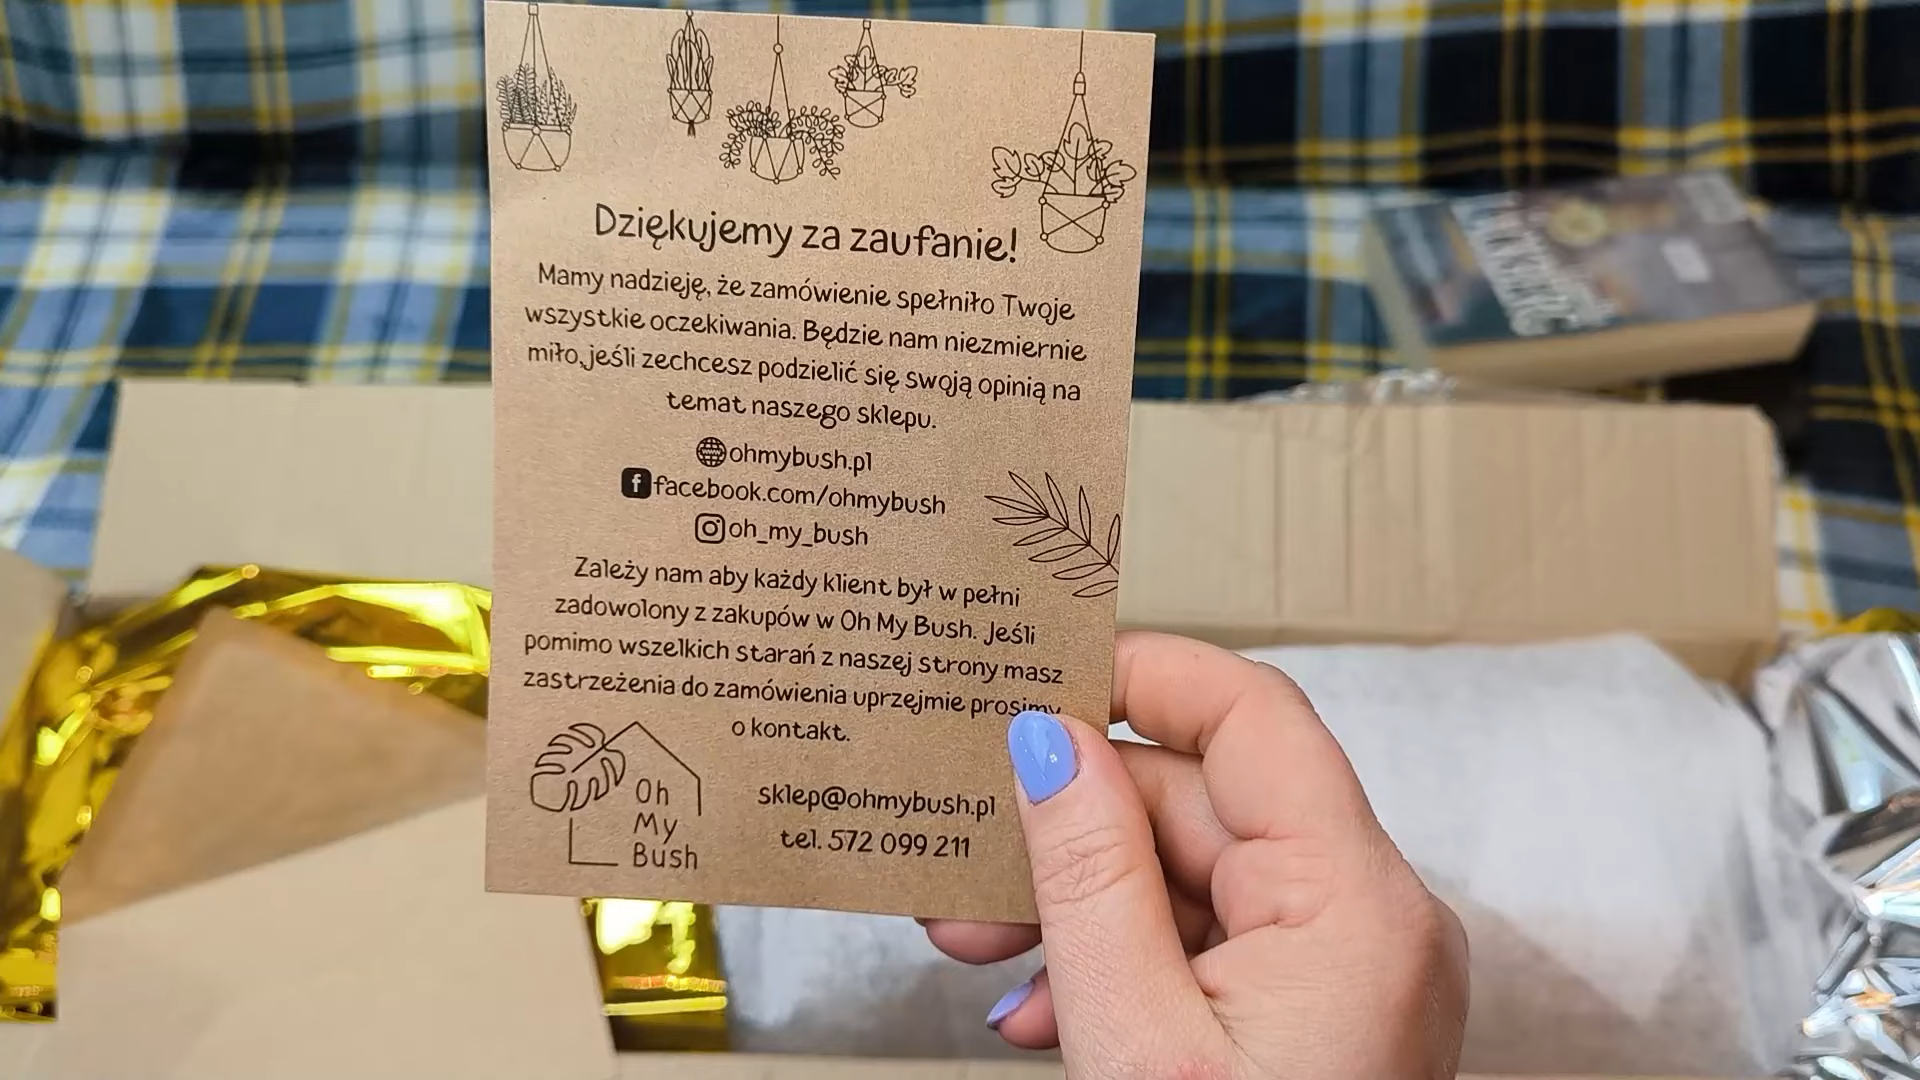 Dziękujemy za zaufanie!
Mamy nadzieję, że zamówienie spełniło Twoje
wszystkie oczekiwania. Będzie nam niezmiernie
miło,jeśli zechcesz podzielić się swoją opinią na
temat naszego sklepu.
ohmybush.pl
facebook.com/ohmybush
oh_my_bush
Zależy nam aby każdy klient był w pełni
zadowolony z zakupów w Oh My Bush. Jeśli
pomimo wszelkich starań z naszej strony masz
zastrzeżenia do zamówienia uprzejmie prosimy
o kontakt.
Oh
My
Bush
sklep@ohmybush.pl
tel. 572 099 211